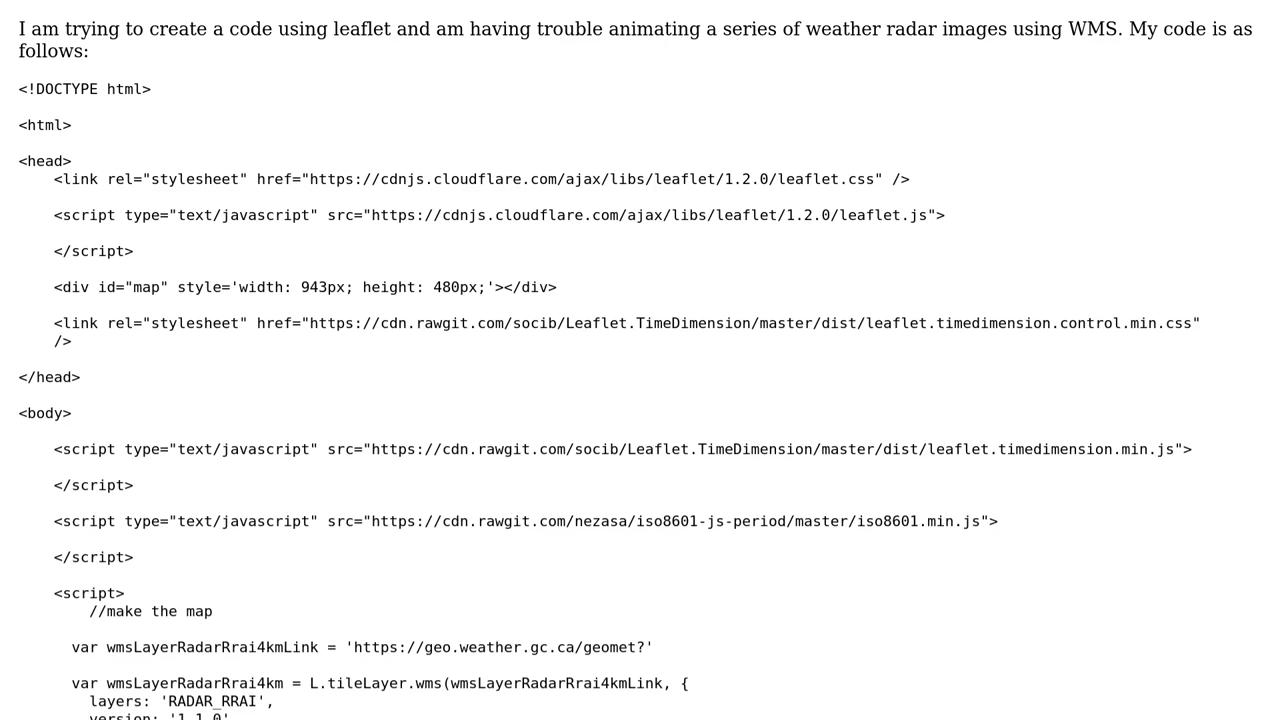 I am trying to create a code using leaflet and am having trouble animating a series of weather radar images using WMS. My code is as
follows:
<!DOCTYPE html>
<html>
<head>
<link rel="stylesheet" href="https://cdnjs.cloudflare.com/ajax/libs/leaflet/1.2.0/leaflet.css" />
<script type="text/javascript" src="https://cdnjs.cloudflare.com/ajax/libs/leaflet/1.2.0/leaflet.js">
</script>
<div id="map" style='width: 943px; height: 480px;'></div>
<link rel="stylesheet" href="https://cdn.rawgit.com/socib/Leaflet.TimeDimension/master/dist/leaflet.timedimension.control.min.css"
/>
</head>
<body>
<script type="text/javascript" src="https://cdn.rawgit.com/socib/Leaflet.TimeDimension/master/dist/leaflet.timedimension.min.js">
</script>
<script type="text/javascript" src="https://cdn.rawgit.com/nezasa/iso8601-js-period/master/iso8601.min.js">
</script>
<script>
//make the map
var wmsLayerRadarRrai4kmLink = 'https://geo.weather.gc.ca/geomet?'
var wmsLayerRadarRrai4km = L.tileLayer.wms(wmsLayerRadarRrai4kmLink, {
layers: 'RADAR_RRAI',
version: '1.1.0'